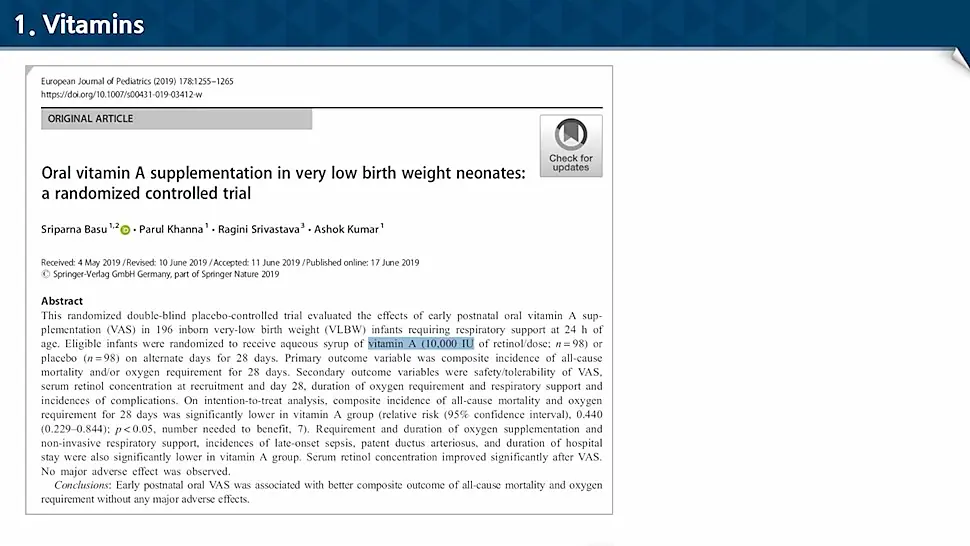 1. Vitamins
European Journal of Pediatrics (2019) 178:1255–1265
https://doi.org/10.1007/s00431-019-03412-w
ORIGINAL ARTICLE
Check for
updates
Oral vitamin A supplementation in very low birth weight neonates:
a randomized controlled trial
Sriparna Basu 1,2 iD · Parul Khanna 1 · Ragini Srivastava 3 · Ashok Kumar 1
Received: 4 May 2019 / Revised: 10 June 2019 / Accepted: 11 June 2019 / Published online: 17 June 2019
© Springer-Verlag GmbH Germany, part of Springer Nature 2019
Abstract
This randomized double-blind placebo-controlled trial evaluated the effects of early postnatal oral vitamin A sup-
plementation (VAS) in 196 inborn very-low birth weight (VLBW) infants requiring respiratory support at 24 h of
age. Eligible infants were randomized to receive aqueous syrup of vitamin A (10,000 IU of retinol/dose; n = 98) or
placebo (n = 98) on alternate days for 28 days. Primary outcome variable was composite incidence of all-cause
mortality and/or oxygen requirement for 28 days. Secondary outcome variables were safety/tolerability of VAS,
serum retinol concentration at recruitment and day 28, duration of oxygen requirement and respiratory support and
incidences of complications. On intention-to-treat analysis, composite incidence of all-cause mortality and oxygen
requirement for 28 days was significantly lower in vitamin A group (relative risk (95% confidence interval), 0.440
(0.229–0.844); p < 0.05, number needed to benefit, 7). Requirement and duration of oxygen supplementation and
non-invasive respiratory support, incidences of late-onset sepsis, patent ductus arteriosus, and duration of hospital
stay were also significantly lower in vitamin A group. Serum retinol concentration improved significantly after VAS.
No major adverse effect was observed.
Conclusions: Early postnatal oral VAS was associated with better composite outcome of all-cause mortality and oxygen
requirement without any major adverse effects.